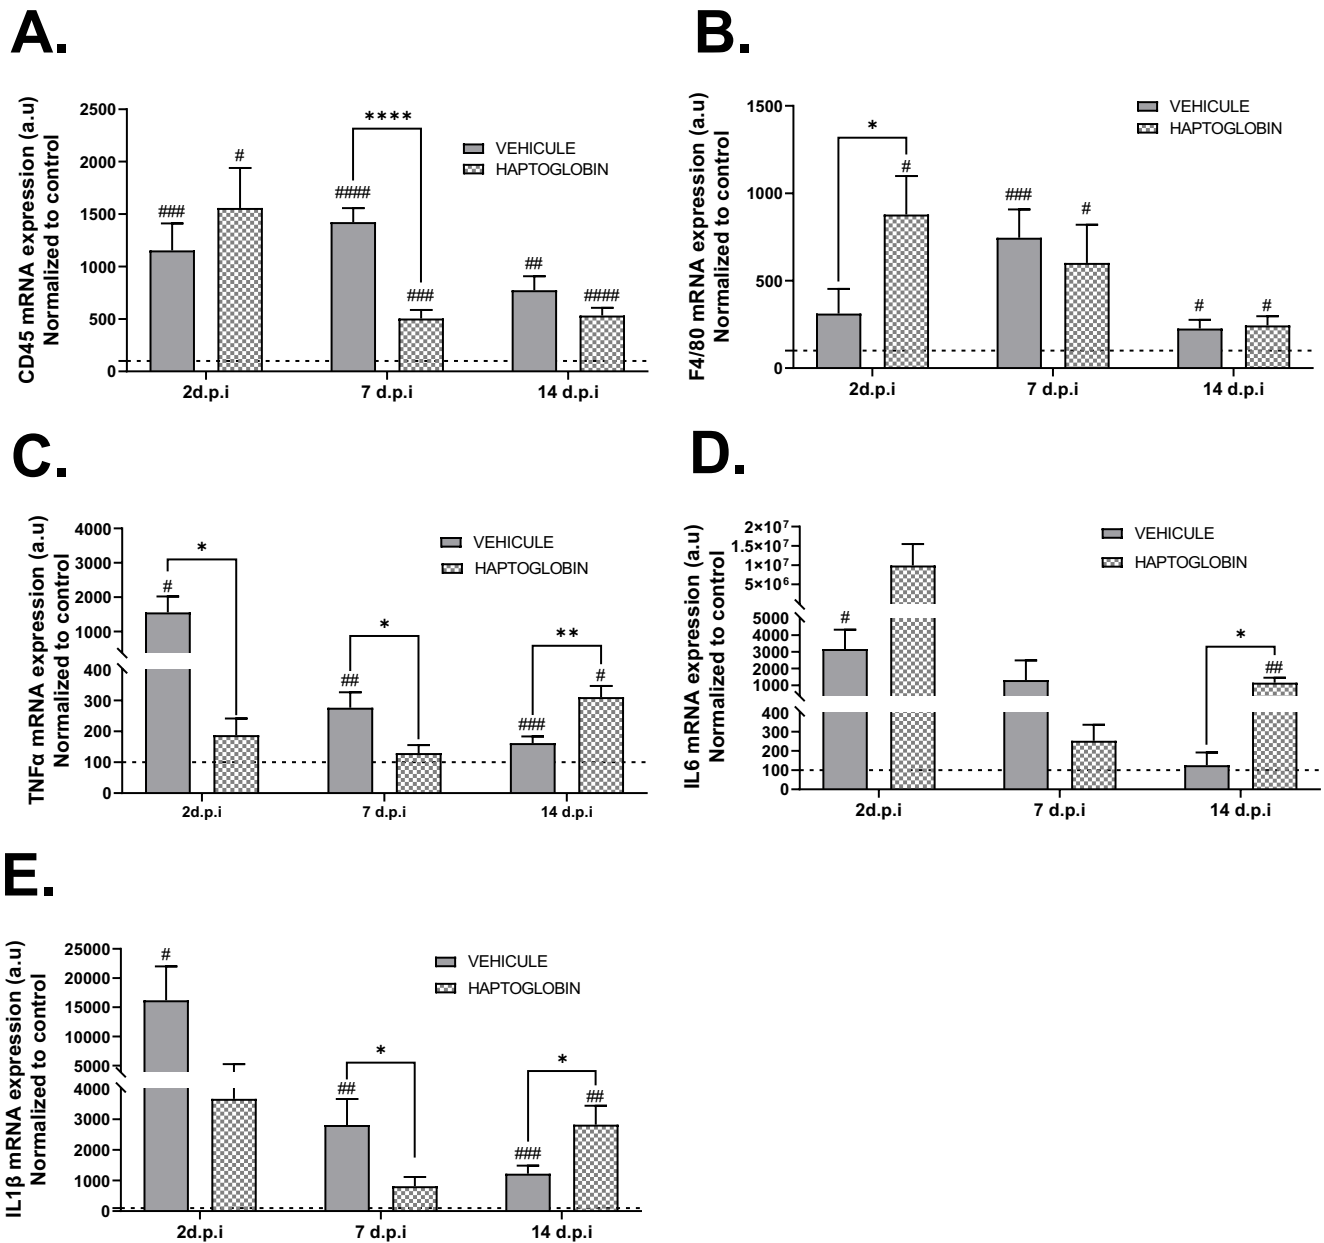 A.
CD45 mRNA expression (a.u)
Normalized to control
2500
2000
1500
1000
500
0
###
#
****
####
###
##
####
VEHICULE
HAPTOGLOBIN
2d.p.i
7 d.p.i
14 d.p.i
B.
F4/80 mRNA expression (a.u)
Normalized to control
1500
1000
500
0
*
#
###
#
#
#
VEHICULE
HAPTOGLOBIN
2d.p.i
7 d.p.i
14 d.p.i
C.
TNFα mRNA expression (a.u)
Normalized to control
4000
3000
2000
1000
400
300
200
100
0
*
#
*
##
**
###
#
VEHICULE
HAPTOGLOBIN
2d.p.i
7 d.p.i
14 d.p.i
D.
IL6 mRNA expression (a.u)
Normalized to control
2×10⁷
1.5×10⁷
1×10⁷
5×10⁶
5000
4000
3000
2000
1000
400
300
200
100
0
#
*
##
VEHICULE
HAPTOGLOBIN
2d.p.i
7 d.p.i
14 d.p.i
E.
IL1β mRNA expression (a.u)
Normalized to control
25000
20000
15000
10000
5000
4000
3000
2000
1000
0
#
*
##
*
###
##
VEHICULE
HAPTOGLOBIN
2d.p.i
7 d.p.i
14 d.p.i